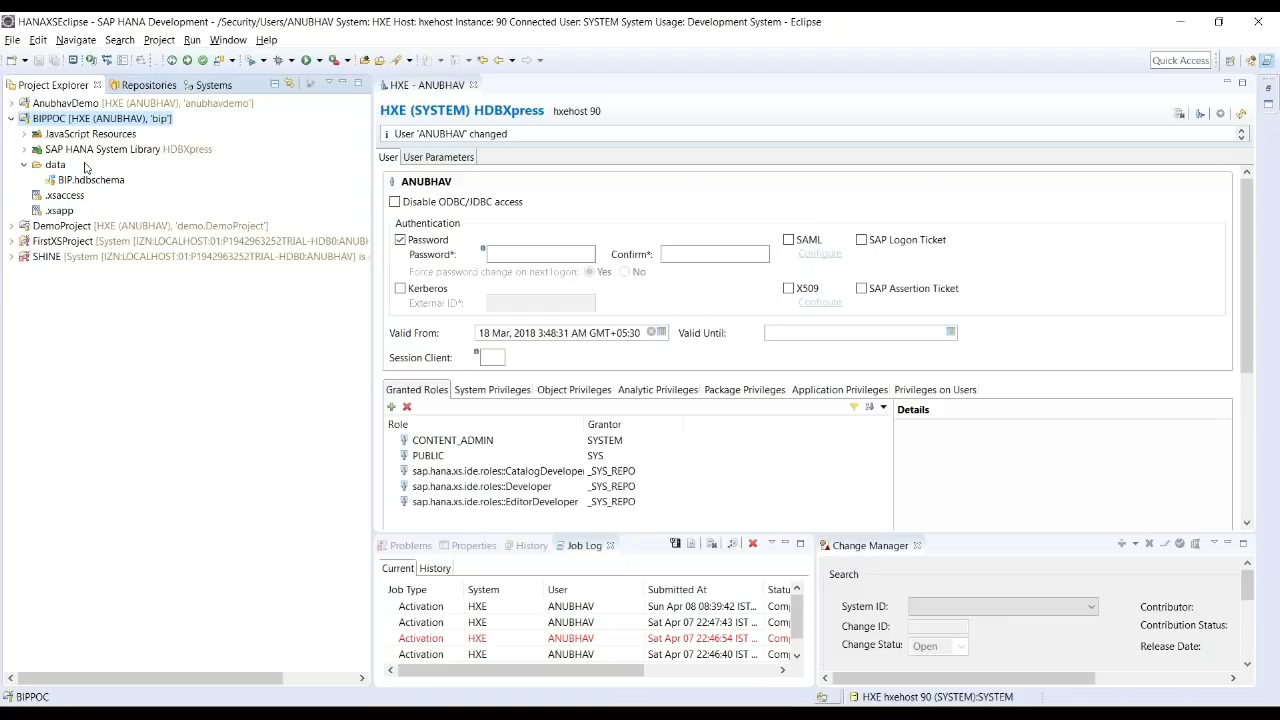 HANAXSEclipse - SAP HANA Development - /Security/Users/ANUBHAV System: HXE Host: hxehost Instance: 90 Connected User: SYSTEM System Usage: Development System - Eclipse
File Edit Navigate Search Project Run Window Help
Quick Access
Project Explorer Repositories Systems
AnubhavDemo [HXE (ANUBHAV), 'anubhavdemo']
BIPPOC [HXE (ANUBHAV), 'bip']
JavaScript Resources
SAP HANA System Library HDBXpress
data
BIP.hdbschema
.xsaccess
.xsapp
DemoProject [HXE (ANUBHAV), 'demo.DemoProject']
FirstXSProject [System [IZN:LOCALHOST:01:P1942963252TRIAL-HDB0:ANUBH
SHINE [System [IZN:LOCALHOST:01:P1942963252TRIAL-HDB0:ANUBHAV] is
HXE - ANUBHAV
HXE (SYSTEM) HDBXpress hxehost 90
User 'ANUBHAV' changed
User User Parameters
ANUBHAV
Disable ODBC/JDBC access
Authentication
Password SAML SAP Logon Ticket
Password*: Confirm*: Configure
Force password change on next logon: Yes No
Kerberos X509 SAP Assertion Ticket
External ID*: Configure
Valid From: 18 Mar, 2018 3:48:31 AM GMT+05:30 Valid Until:
Session Client:
Granted Roles System Privileges Object Privileges Analytic Privileges Package Privileges Application Privileges Privileges on Users
Details
Role Grantor
CONTENT_ADMIN SYSTEM
PUBLIC SYS
sap.hana.xs.ide.roles::CatalogDeveloper _SYS_REPO
sap.hana.xs.ide.roles::Developer _SYS_REPO
sap.hana.xs.ide.roles::EditorDeveloper _SYS_REPO
Problems Properties History Job Log
Current History
Job Type System User Submitted At Statu
Activation HXE ANUBHAV Sun Apr 08 08:39:42 IST... Comp
Activation HXE ANUBHAV Sat Apr 07 22:47:43 IST ... Comp
Activation HXE ANUBHAV Sat Apr 07 22:46:54 IST ... Comp
Activation HXE ANUBHAV Sat Apr 07 22:46:40 IST ... Comp
Change Manager
Search
System ID: Contributor:
Change ID: Contribution Status:
Change Status: Open Release Date:
BIPPOC
HXE hxehost 90 (SYSTEM):SYSTEM